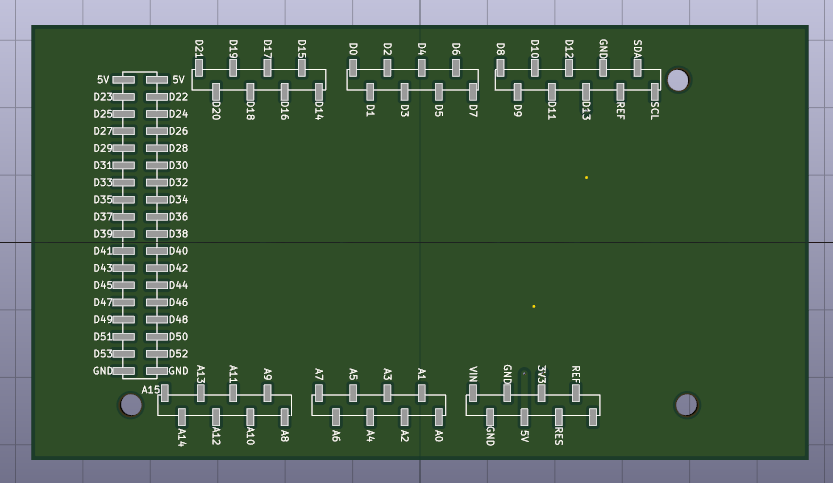 D21 D19 D17 D15 D0 D2 D4 D6 D8 D10 D12 GND SDA
D20 D18 D16 D14 D1 D3 D5 D7 D9 D11 D13 REF SCL
5V 5V
D23 D22
D25 D24
D27 D26
D29 D28
D31 D30
D33 D32
D35 D34
D37 D36
D39 D38
D41 D40
D43 D42
D45 D44
D47 D46
D49 D48
D51 D50
D53 D52
GND GND
A15 A13 A11 A9 A7 A5 A3 A1 VIN GND 3V3 REF
A14 A12 A10 A8 A6 A4 A2 A0 GND 5V RES